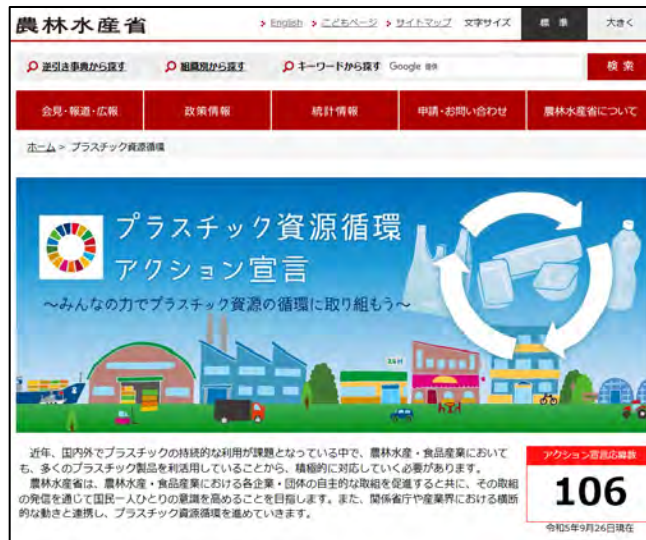 農林水産省
English こどもページ サイトマップ 文字サイズ 標準 大きく
逆引き事典から探す 組織別から探す キーワードから探す Google 提供 検索
会見・報道・広報 政策情報 統計情報 申請・お問い合わせ 農林水産省について
ホーム > プラスチック資源循環
プラスチック資源循環
アクション宣言
～みんなの力でプラスチック資源の循環に取り組もう～
近年、国内外でプラスチックの持続的な利用が課題となっている中で、農林水産・食品産業において
も、多くのプラスチック製品を利活用していることから、積極的に対応していく必要があります。
農林水産省は、農林水産・食品産業における各企業・団体の自主的な取組を促進すると共に、その取組
の発信を通じて国民一人ひとりの意識を高めることを目指します。また、関係省庁や産業界における横断
的な動きと連携し、プラスチック資源循環を進めていきます。
アクション宣言応募数
106
令和5年9月26日現在